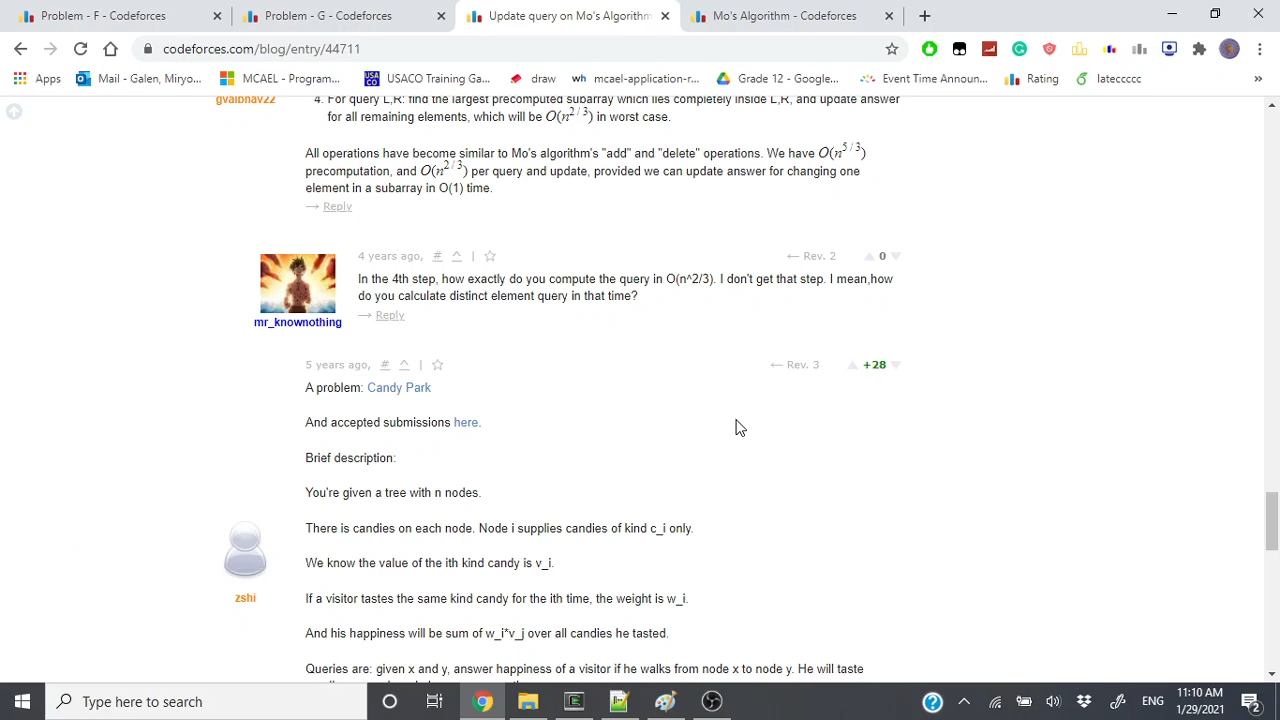 Problem - F - Codeforces
Problem - G - Codeforces
Update query on Mo's Algorithm
Mo's Algorithm - Codeforces
codeforces.com/blog/entry/44711
Apps
Mail - Galen, Miryo...
MCAEL - Program...
USACO Training Ga...
draw
wh mcael-application-r...
Grade 12 - Google...
Event Time Announ...
Rating
lateccccc
»
gvaibhav22
4. For query L,R: find the largest precomputed subarray which lies completely inside L,R, and update answer
for all remaining elements, which will be O(n^2/3) in worst case.
All operations have become similar to Mo's algorithm's "add" and "delete" operations. We have O(n^5/3)
precomputation, and O(n^2/3) per query and update, provided we can update answer for changing one
element in a subarray in O(1) time.
→ Reply
4 years ago, # ^ | ☆
← Rev. 2
0
In the 4th step, how exactly do you compute the query in O(n^2/3). I don't get that step. I mean,how
do you calculate distinct element query in that time?
→ Reply
mr_knownothing
5 years ago, # ^ | ☆
← Rev. 3
+28
A problem: Candy Park
And accepted submissions here.
Brief description:
You're given a tree with n nodes.
There is candies on each node. Node i supplies candies of kind c_i only.
We know the value of the ith kind candy is v_i.
zshi
If a visitor tastes the same kind candy for the ith time, the weight is w_i.
And his happiness will be sum of w_i*v_j over all candies he tasted.
Queries are: given x and y, answer happiness of a visitor if he walks from node x to node y. He will taste
Type here to search
ENG
11:10 AM
1/29/2021
2